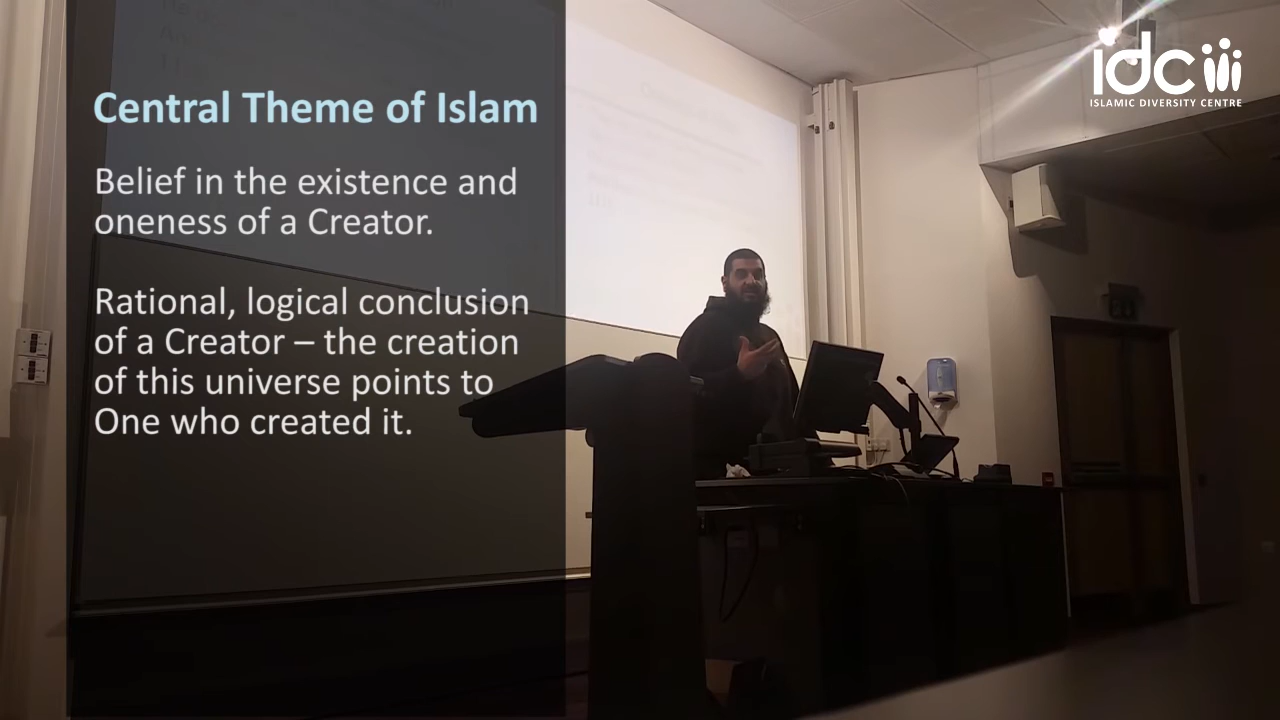 Central Theme of Islam
Belief in the existence and
oneness of a Creator.
Rational, logical conclusion
of a Creator – the creation
of this universe points to
One who created it.
idc
ISLAMIC DIVERSITY CENTRE